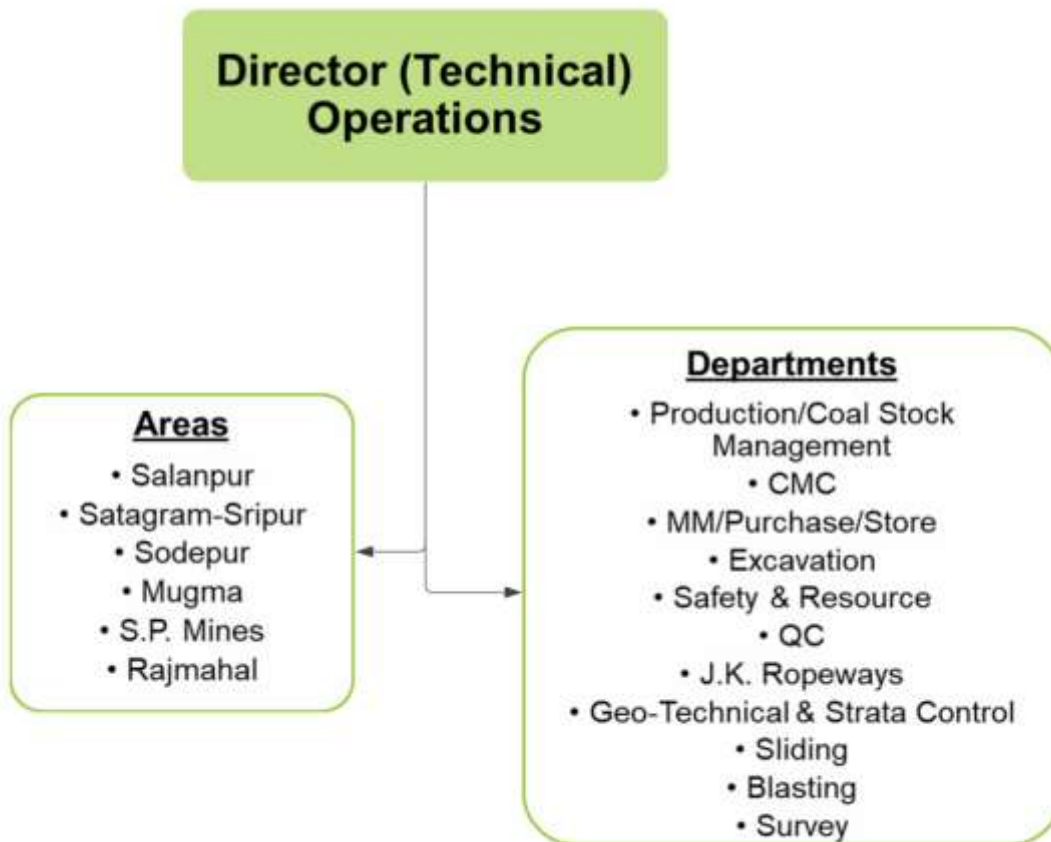 Director (Technical)
Operations
Areas
• Salanpur
• Satagram-Sripur
• Sodepur
• Mugma
• S.P. Mines
• Rajmahal
Departments
• Production/Coal Stock
Management
• CMC
• MM/Purchase/Store
• Excavation
• Safety & Resource
• QC
• J.K. Ropeways
• Geo-Technical & Strata Control
• Sliding
• Blasting
• Survey